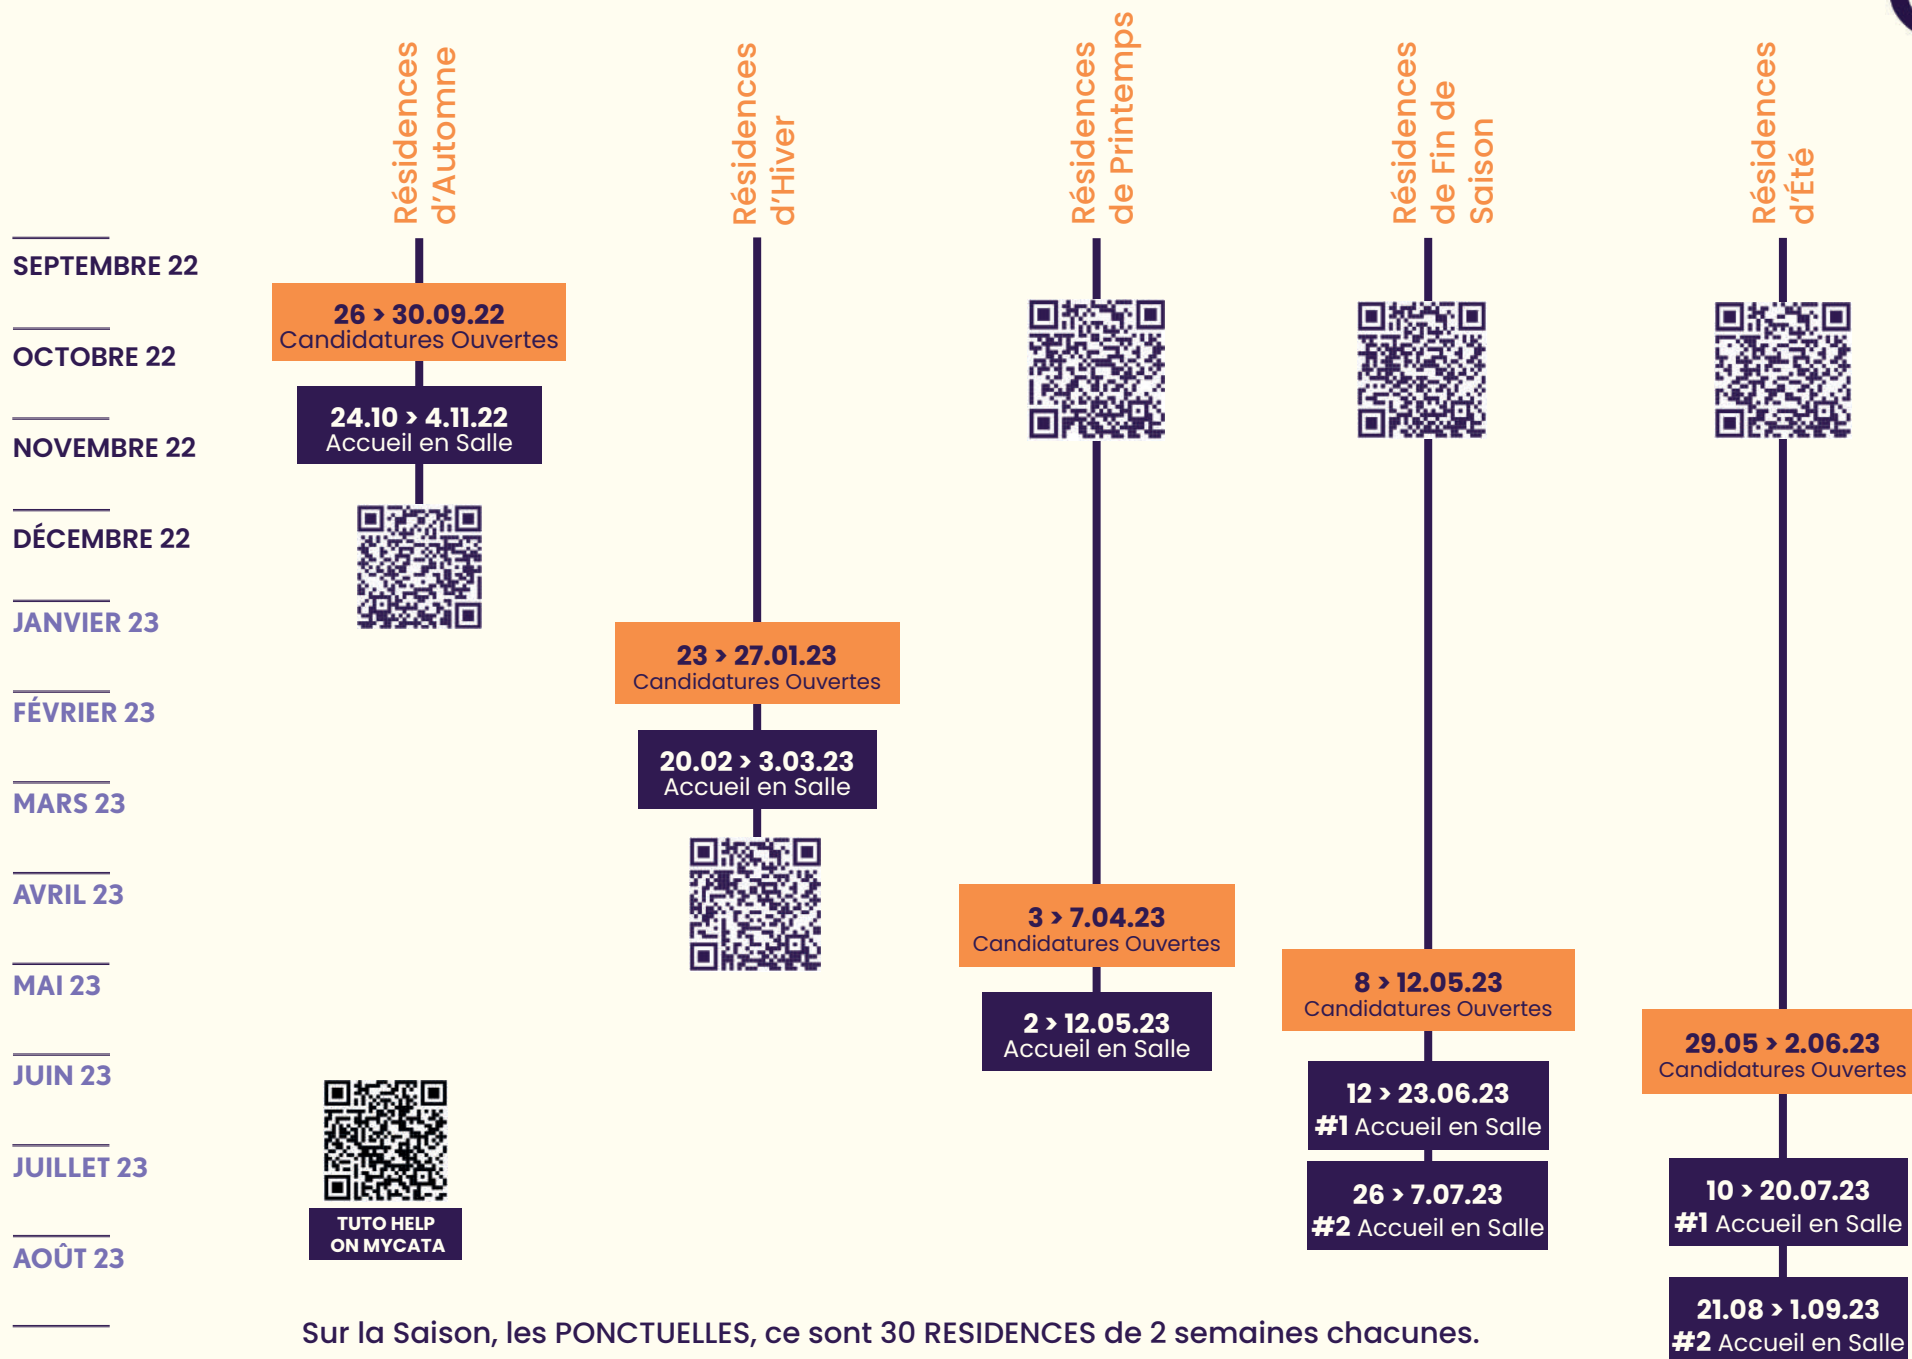 Résidences
d'Automne
Résidences
d'Hiver
Résidences
de Printemps
Résidences
de Fin de
Saison
Résidences
d'Été
SEPTEMBRE 22
OCTOBRE 22
NOVEMBRE 22
DÉCEMBRE 22
JANVIER 23
FÉVRIER 23
MARS 23
AVRIL 23
MAI 23
JUIN 23
JUILLET 23
AOÛT 23
26 > 30.09.22
Candidatures Ouvertes
24.10 > 4.11.22
Accueil en Salle
23 > 27.01.23
Candidatures Ouvertes
20.02 > 3.03.23
Accueil en Salle
3 > 7.04.23
Candidatures Ouvertes
2 > 12.05.23
Accueil en Salle
8 > 12.05.23
Candidatures Ouvertes
12 > 23.06.23
#1 Accueil en Salle
26 > 7.07.23
#2 Accueil en Salle
29.05 > 2.06.23
Candidatures Ouvertes
10 > 20.07.23
#1 Accueil en Salle
21.08 > 1.09.23
#2 Accueil en Salle
TUTO HELP
ON MYCATA
Sur la Saison, les PONCTUELLES, ce sont 30 RESIDENCES de 2 semaines chacunes.